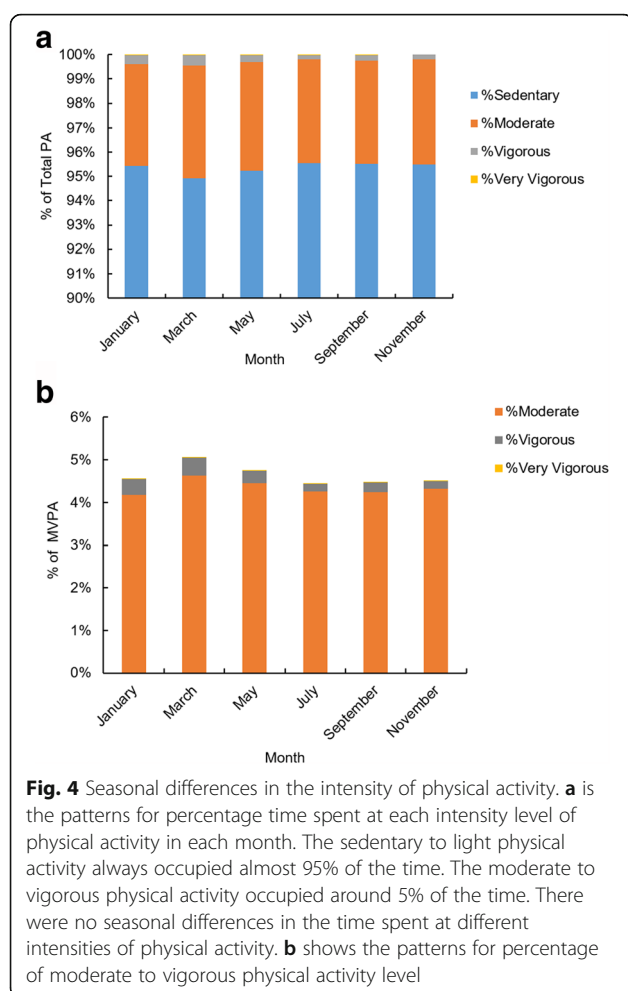 a
100%
99%
98%
97%
96%
95%
94%
93%
92%
91%
90%
% of Total PA
January
March
May
July
September
November
Month
%Sedentary
%Moderate
%Vigorous
%Very Vigorous
b
6%
5%
4%
3%
2%
1%
0%
% of MVPA
January
March
May
July
September
November
Month
%Moderate
%Vigorous
%Very Vigorous
Fig. 4 Seasonal differences in the intensity of physical activity. a is
the patterns for percentage time spent at each intensity level of
physical activity in each month. The sedentary to light physical
activity always occupied almost 95% of the time. The moderate to
vigorous physical activity occupied around 5% of the time. There
were no seasonal differences in the time spent at different
intensities of physical activity. b shows the patterns for percentage
of moderate to vigorous physical activity level